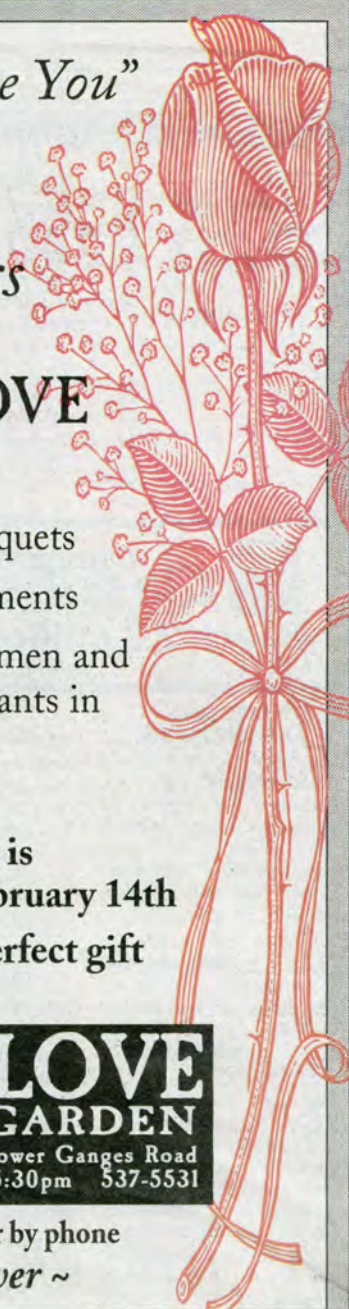 e You”
rs
OVE
quets
ments
men and
ants in
is
bruary 14th
erfect gift
LOVE
GARDEN
ower Ganges Road
:30pm 537-5531
r by phone
ver ~